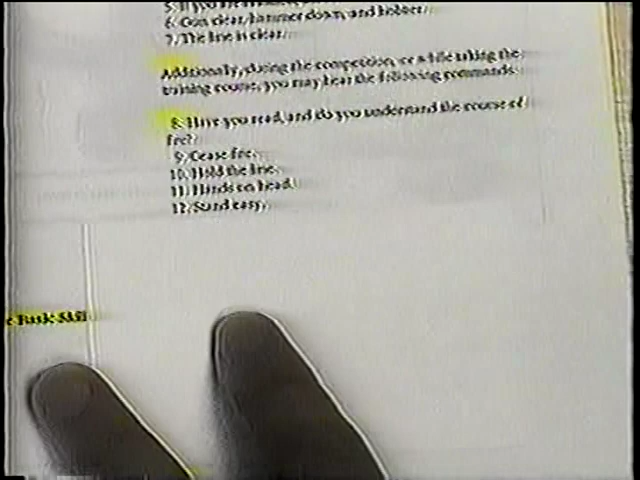 5. If you are
6. Gun clear, hammer down, and holster.
7. The line is clear.
Additionally, during the competition, or while taking the
training course, you may hear the following commands
8. Have you read, and do you understand the course of
fire?
9. Cease fire.
10. Hold the line.
11. Hands on head.
12. Stand easy.
e Basic Skill